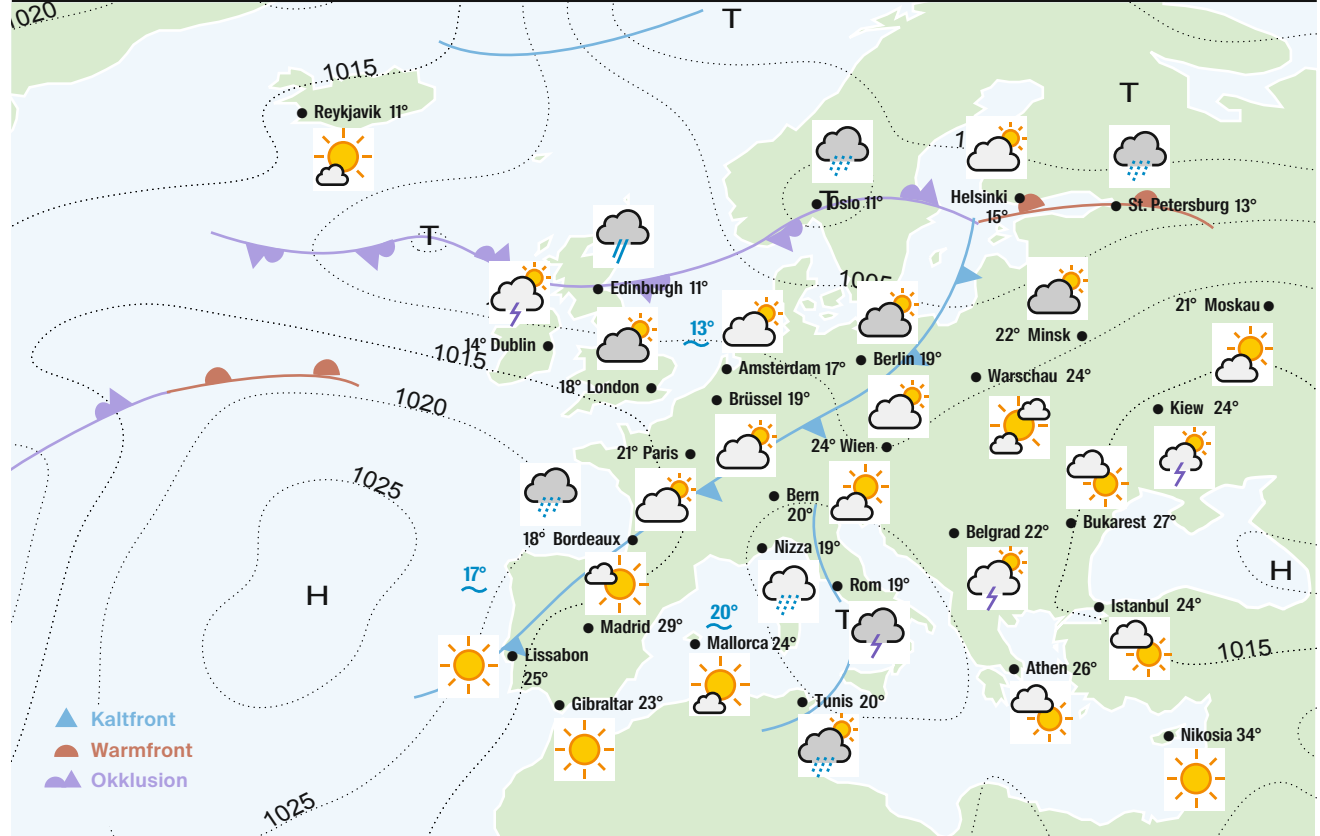 1020
T
1015
Reykjavik 11°
T
1
T
Oslo 11°
Helsinki
15°
St. Petersburg 13°
T
Edinburgh 11°
1005
21° Moskau
14° Dublin
13°
22° Minsk
1015
Amsterdam 17°
Berlin 19°
18° London
Warschau 24°
1020
Brüssel 19°
Kiew 24°
21° Paris
24° Wien
1025
Bern
20°
Bukarest 27°
18° Bordeaux
Nizza 19°
Belgrad 22°
17°
Rom 19°
H
H
20°
Istanbul 24°
Madrid 29°
T
Mallorca 24°
1015
Lissabon
25°
Athen 26°
Gibraltar 23°
Tunis 20°
Kaltfront
Warmfront
Okklusion
Nikosia 34°
1025